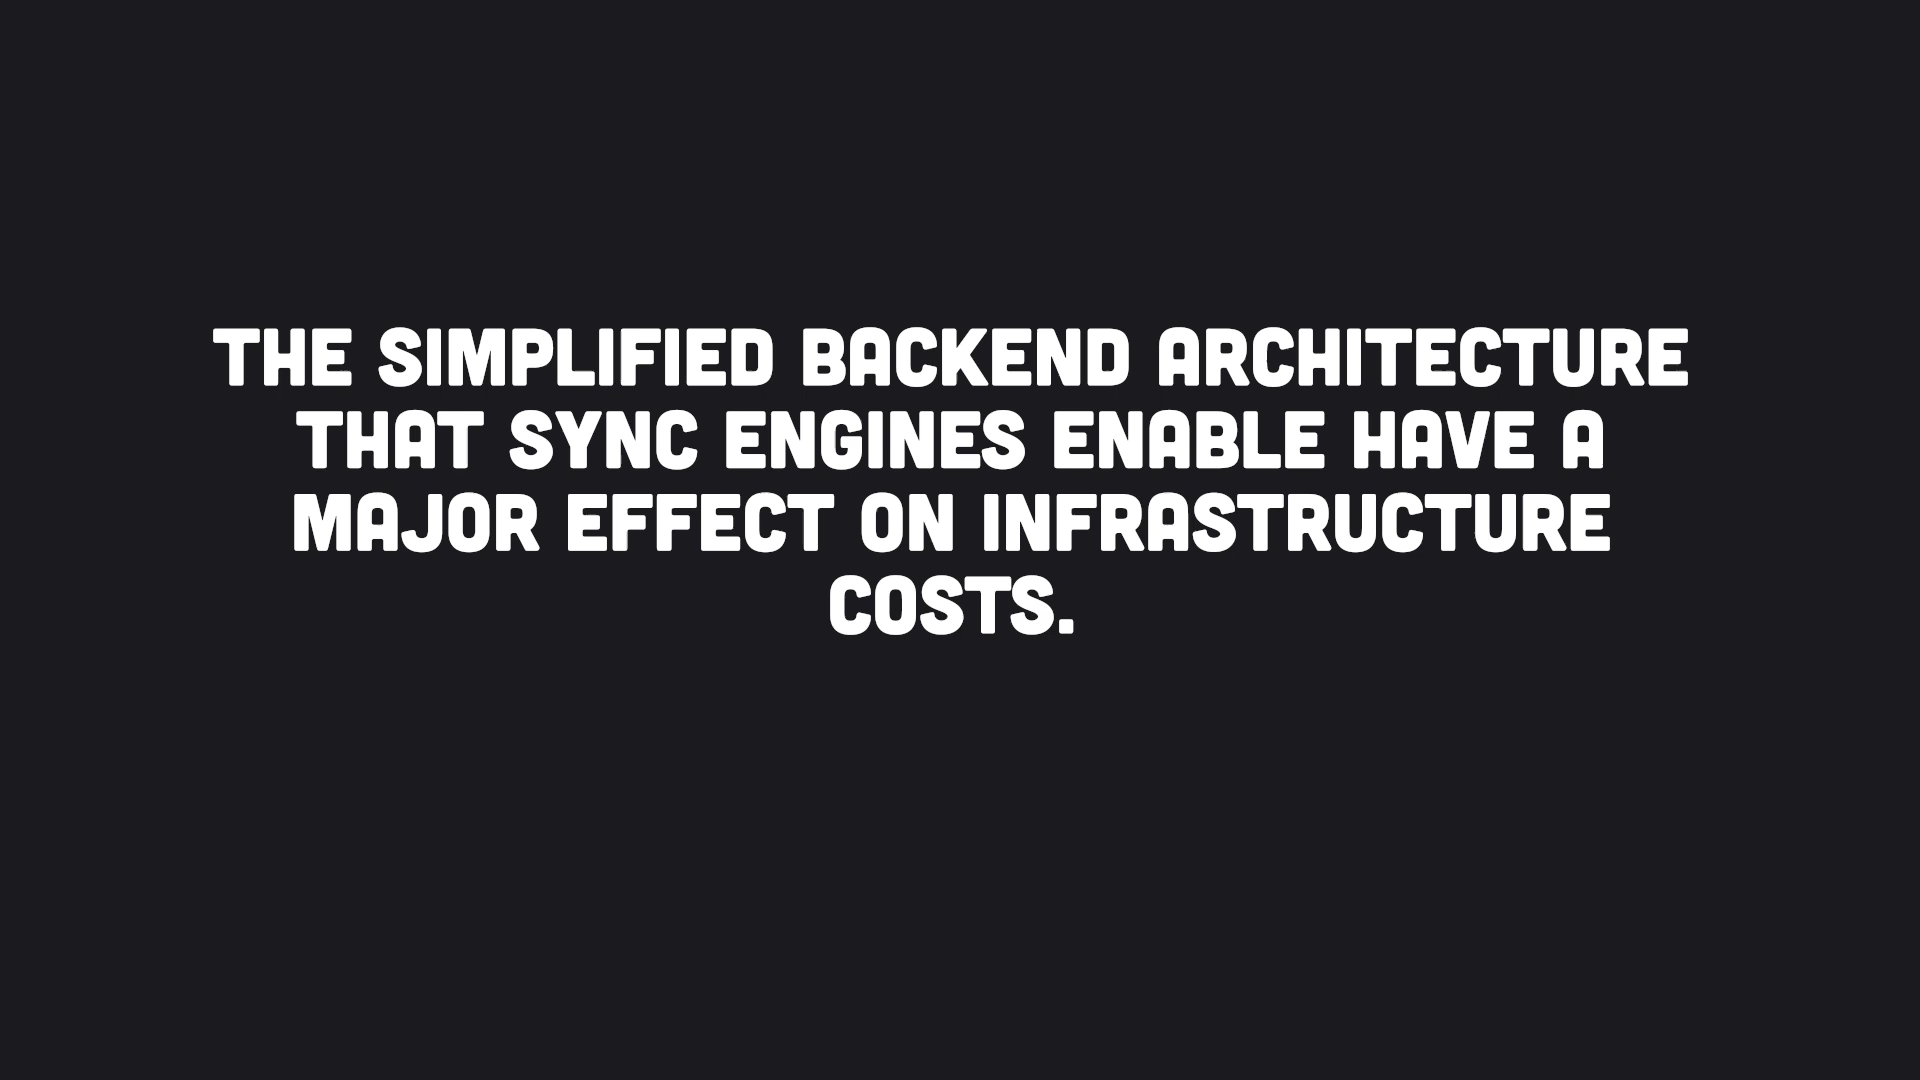 THE SIMPLIFIED BACKEND ARCHITECTURE
THAT SYNC ENGINES ENABLE HAVE A
MAJOR EFFECT ON INFRASTRUCTURE
COSTS.